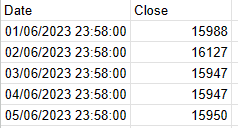 Date Close
01/06/2023 23:58:00 15988
02/06/2023 23:58:00 16127
03/06/2023 23:58:00 15947
04/06/2023 23:58:00 15947
05/06/2023 23:58:00 15950